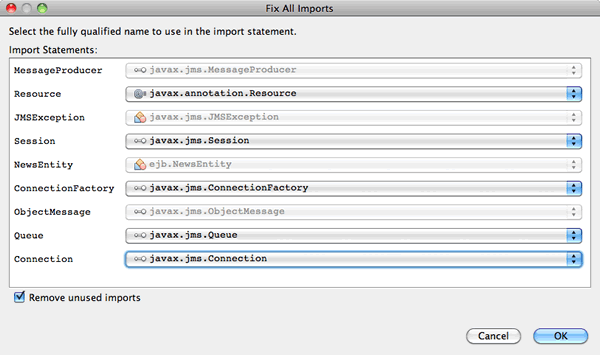 Fix All Imports
Select the fully qualified name to use in the import statement.
Import Statements:
MessageProducer javax.jms.MessageProducer
Resource javax.annotation.Resource
JMSException javax.jms.JMSException
Session javax.jms.Session
NewsEntity ejb.NewsEntity
ConnectionFactory javax.jms.ConnectionFactory
ObjectMessage javax.jms.ObjectMessage
Queue javax.jms.Queue
Connection javax.jms.Connection
Remove unused imports
Cancel OK